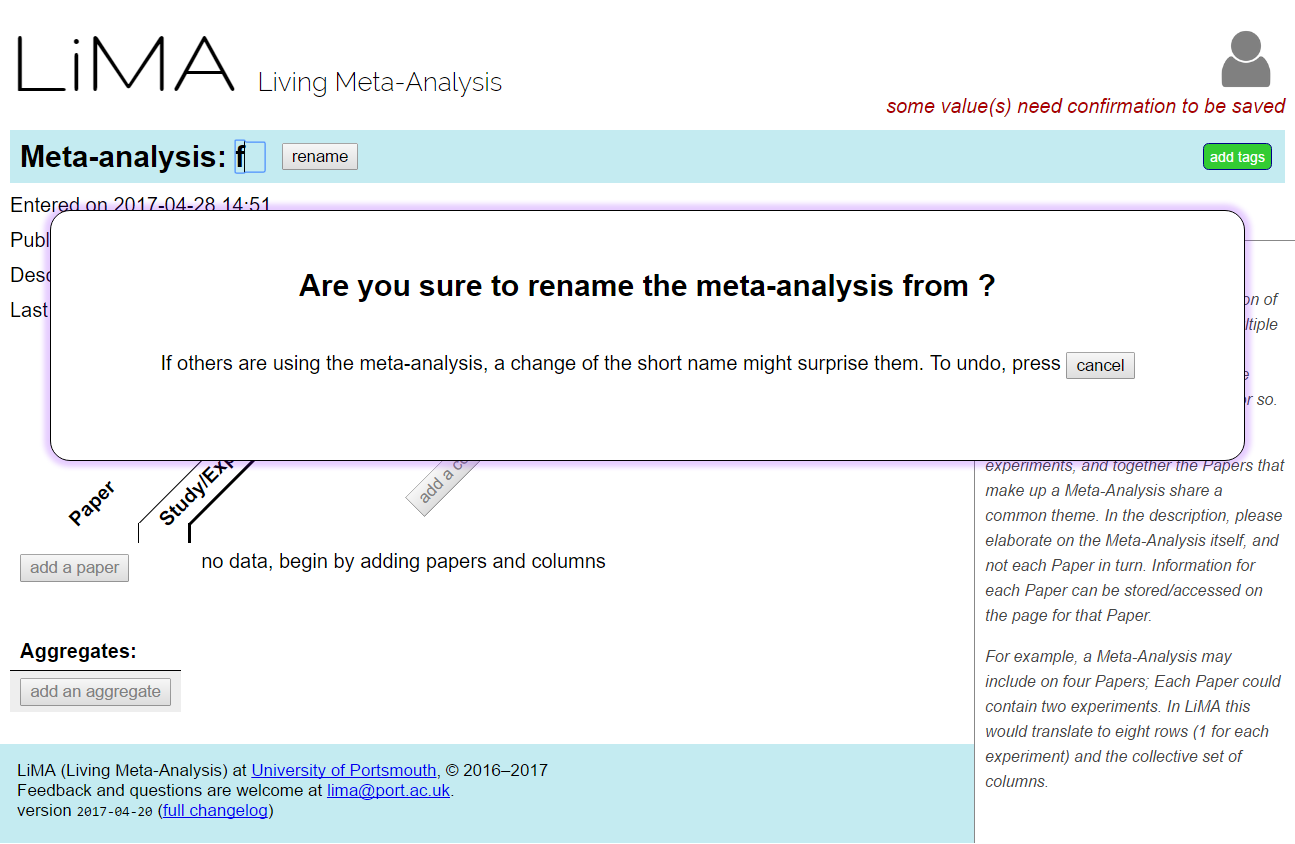 LiMA Living Meta-Analysis
some value(s) need confirmation to be saved
Meta-analysis: f rename add tags
Entered on 2017-04-28 14:51
Publ
Desc
Last
Are you sure to rename the meta-analysis from ?
If others are using the meta-analysis, a change of the short name might surprise them. To undo, press cancel
on of
ltiple
e
or so.
Paper
Study/Exp
add a co
add a paper
no data, begin by adding papers and columns
Aggregates:
add an aggregate
experiments, and together the Papers that
make up a Meta-Analysis share a
common theme. In the description, please
elaborate on the Meta-Analysis itself, and
not each Paper in turn. Information for
each Paper can be stored/accessed on
the page for that Paper.
For example, a Meta-Analysis may
include on four Papers; Each Paper could
contain two experiments. In LiMA this
would translate to eight rows (1 for each
experiment) and the collective set of
columns.
LiMA (Living Meta-Analysis) at University of Portsmouth, © 2016–2017
Feedback and questions are welcome at lima@port.ac.uk.
version 2017-04-20 (full changelog)